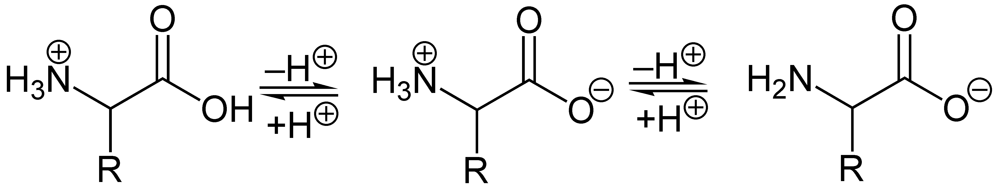 O O O
H₃N⊕ OH –H⊕ +H⊕ H₃N⊕ O⊖ –H⊕ +H⊕ H₂N O⊖
R R R